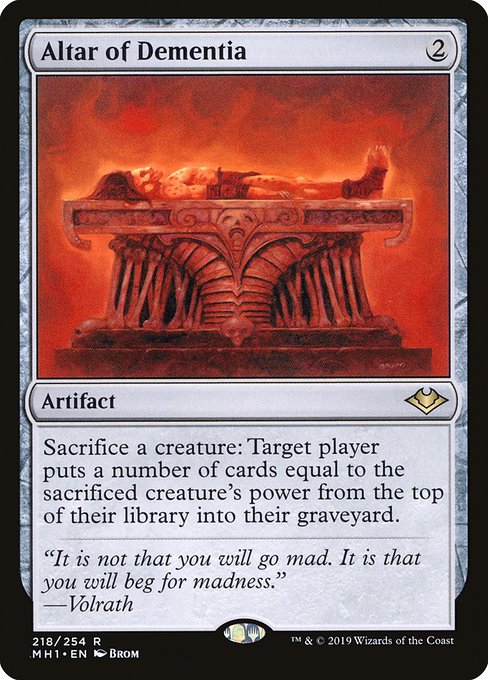 Altar of Dementia 2
Artifact
Sacrifice a creature: Target player
puts a number of cards equal to the
sacrificed creature's power from the top
of their library into their graveyard.
“It is not that you will go mad. It is that
you will beg for madness.”
—Volrath
218/254 R
MH1 • EN BROM
™ & © 2019 Wizards of the Coast